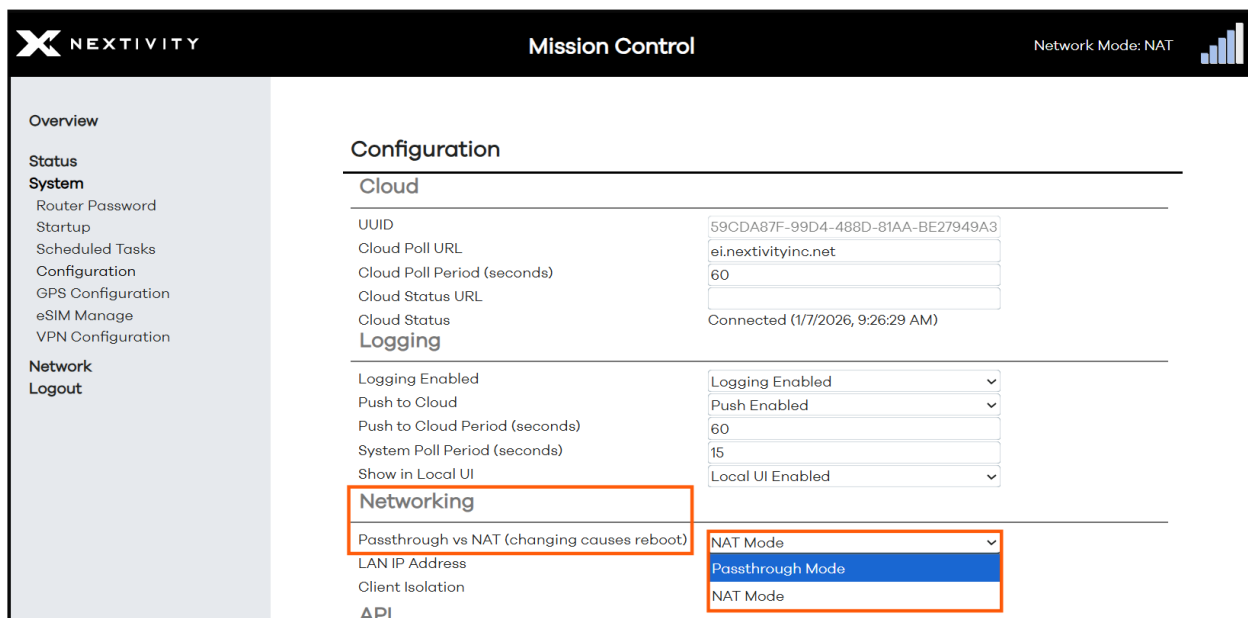 NEXTIVITY
Mission Control
Network Mode: NAT
Overview
Status
System
Router Password
Startup
Scheduled Tasks
Configuration
GPS Configuration
eSIM Manage
VPN Configuration
Network
Logout
Configuration
Cloud
UUID 59CDA87F-99D4-488D-81AA-BE27949A3
Cloud Poll URL ei.nextivityinc.net
Cloud Poll Period (seconds) 60
Cloud Status URL
Cloud Status Connected (1/7/2026, 9:26:29 AM)
Logging
Logging Enabled Logging Enabled
Push to Cloud Push Enabled
Push to Cloud Period (seconds) 60
System Poll Period (seconds) 15
Show in Local UI Local UI Enabled
Networking
Passthrough vs NAT (changing causes reboot) NAT Mode
LAN IP Address Passthrough Mode
Client Isolation NAT Mode
API